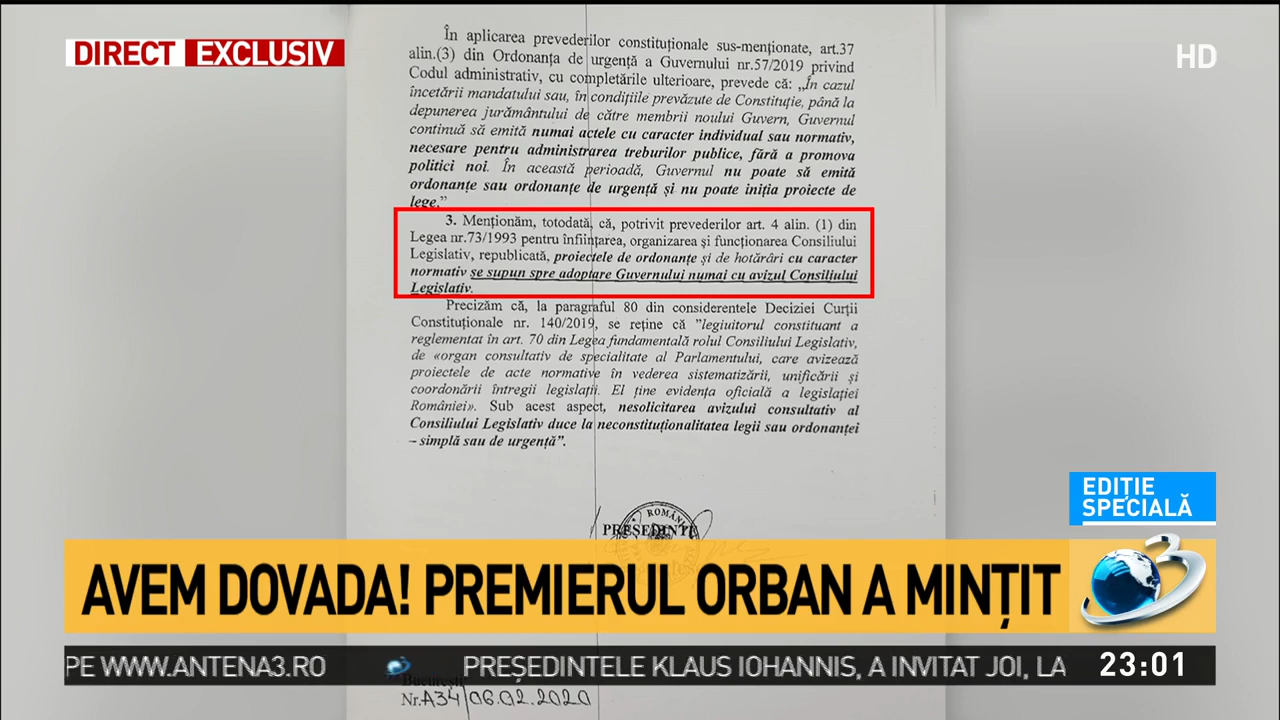 DIRECT EXCLUSIV
HD
În aplicarea prevederilor constituționale sus-menționate, art.37
alin.(3) din Ordonanța de urgență a Guvernului nr.57/2019 privind
Codul administrativ, cu completările ulterioare, prevede că: „În cazul
încetării mandatului sau, în condițiile prevăzute de Constituție, până la
depunerea jurământului de către membrii noului Guvern, Guvernul
continuă să emită numai actele cu caracter individual sau normativ,
necesare pentru administrarea treburilor publice, fără a promova
politici noi. În această perioadă, Guvernul nu poate să emită
ordonanțe sau ordonanțe de urgență și nu poate iniția proiecte de
lege.”
3. Menționăm, totodată, că, potrivit prevederilor art. 4 alin. (1) din
Legea nr.73/1993 pentru înființarea, organizarea și funcționarea Consiliului
Legislativ, republicată, proiectele de ordonanțe și de hotărâri cu caracter
normativ se supun spre adoptare Guvernului numai cu avizul Consiliului
Legislativ.
Precizăm că, la paragraful 80 din considerentele Deciziei Curții
Constituționale nr. 140/2019, se reține că ”legiuitorul constituant a
reglementat în art. 70 din Legea fundamentală rolul Consiliului Legislativ,
de «organ consultativ de specialitate al Parlamentului, care avizează
proiectele de acte normative în vederea sistematizării, unificării și
coordonării întregii legislații. El ține evidența oficială a legislației
României». Sub acest aspect, nesolicitarea avizului consultativ al
Consiliului Legislativ duce la neconstituționalitatea legii sau ordonanței
– simplă sau de urgență”.
ROMÂNIA
PREȘEDINTE
EDIȚIE
SPECIALĂ
AVEM DOVADA! PREMIERUL ORBAN A MINȚIT
3
PE WWW.ANTENA3.RO PREȘEDINTELE KLAUS IOHANNIS, A INVITAT JOI, LA 23:01
București
Nr.A34/06.02.2020